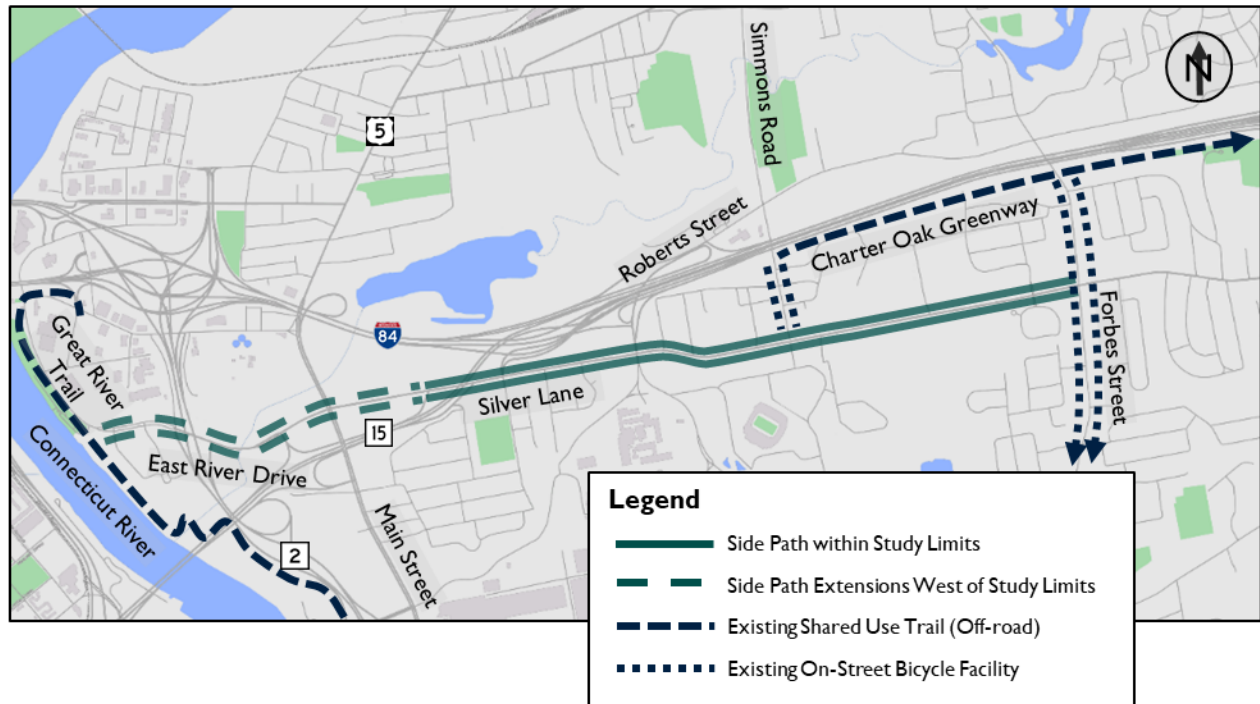 N
5
Simmons Road
Roberts Street
Charter Oak Greenway
Forbes Street
INTERSTATE
84
Silver Lane
15
Great River
Trail
East River Drive
Connecticut River
Main Street
2
Legend
Side Path within Study Limits
Side Path Extensions West of Study Limits
Existing Shared Use Trail (Off-road)
Existing On-Street Bicycle Facility